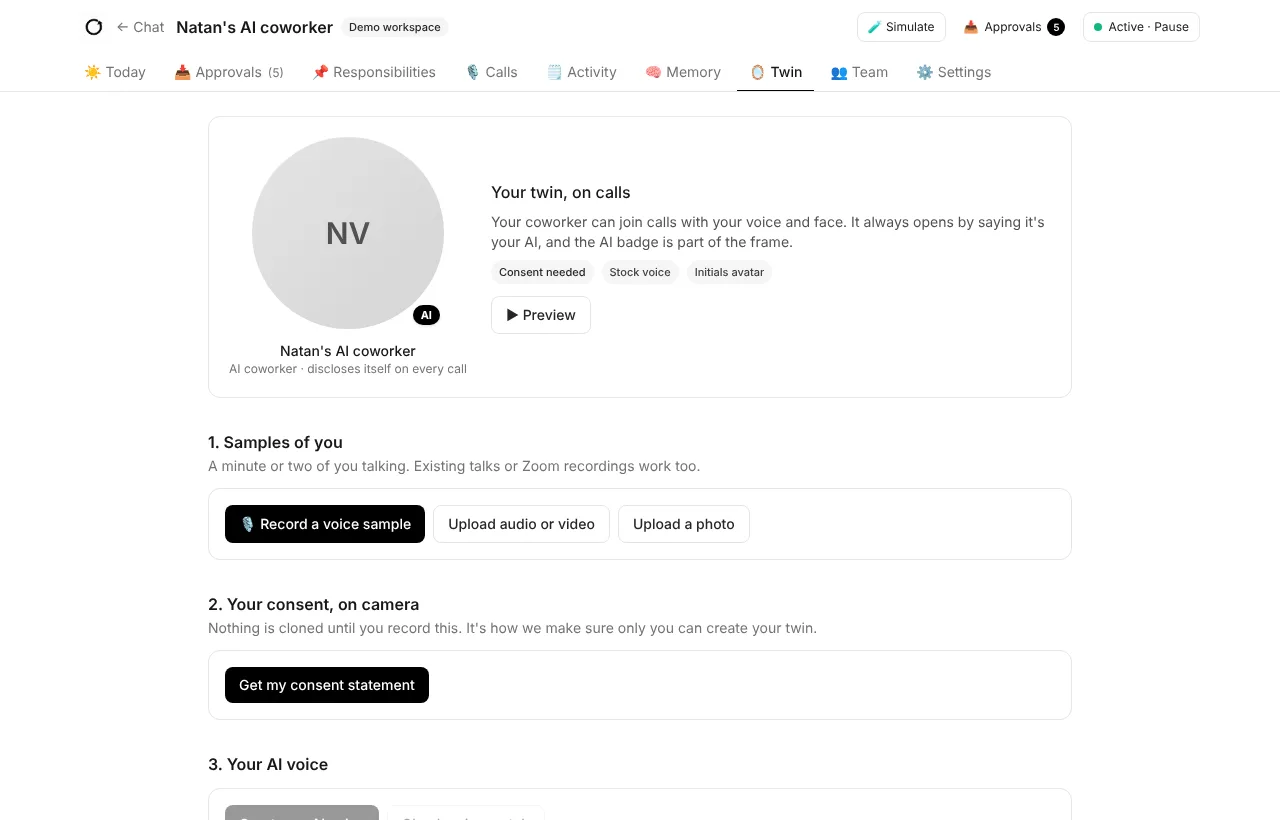 ← Chat Natan's AI coworker Demo workspace
🧪 Simulate 📥 Approvals 5 Active · Pause
☀️ Today 📥 Approvals (5) 📌 Responsibilities 🎙️ Calls 🗒️ Activity 🧠 Memory 🪞 Twin 👥 Team ⚙️ Settings
NV
AI
Natan's AI coworker
AI coworker · discloses itself on every call
Your twin, on calls
Your coworker can join calls with your voice and face. It always opens by saying it's
your AI, and the AI badge is part of the frame.
Consent needed Stock voice Initials avatar
▶ Preview
1. Samples of you
A minute or two of you talking. Existing talks or Zoom recordings work too.
🎙️ Record a voice sample Upload audio or video Upload a photo
2. Your consent, on camera
Nothing is cloned until you record this. It's how we make sure only you can create your twin.
Get my consent statement
3. Your AI voice